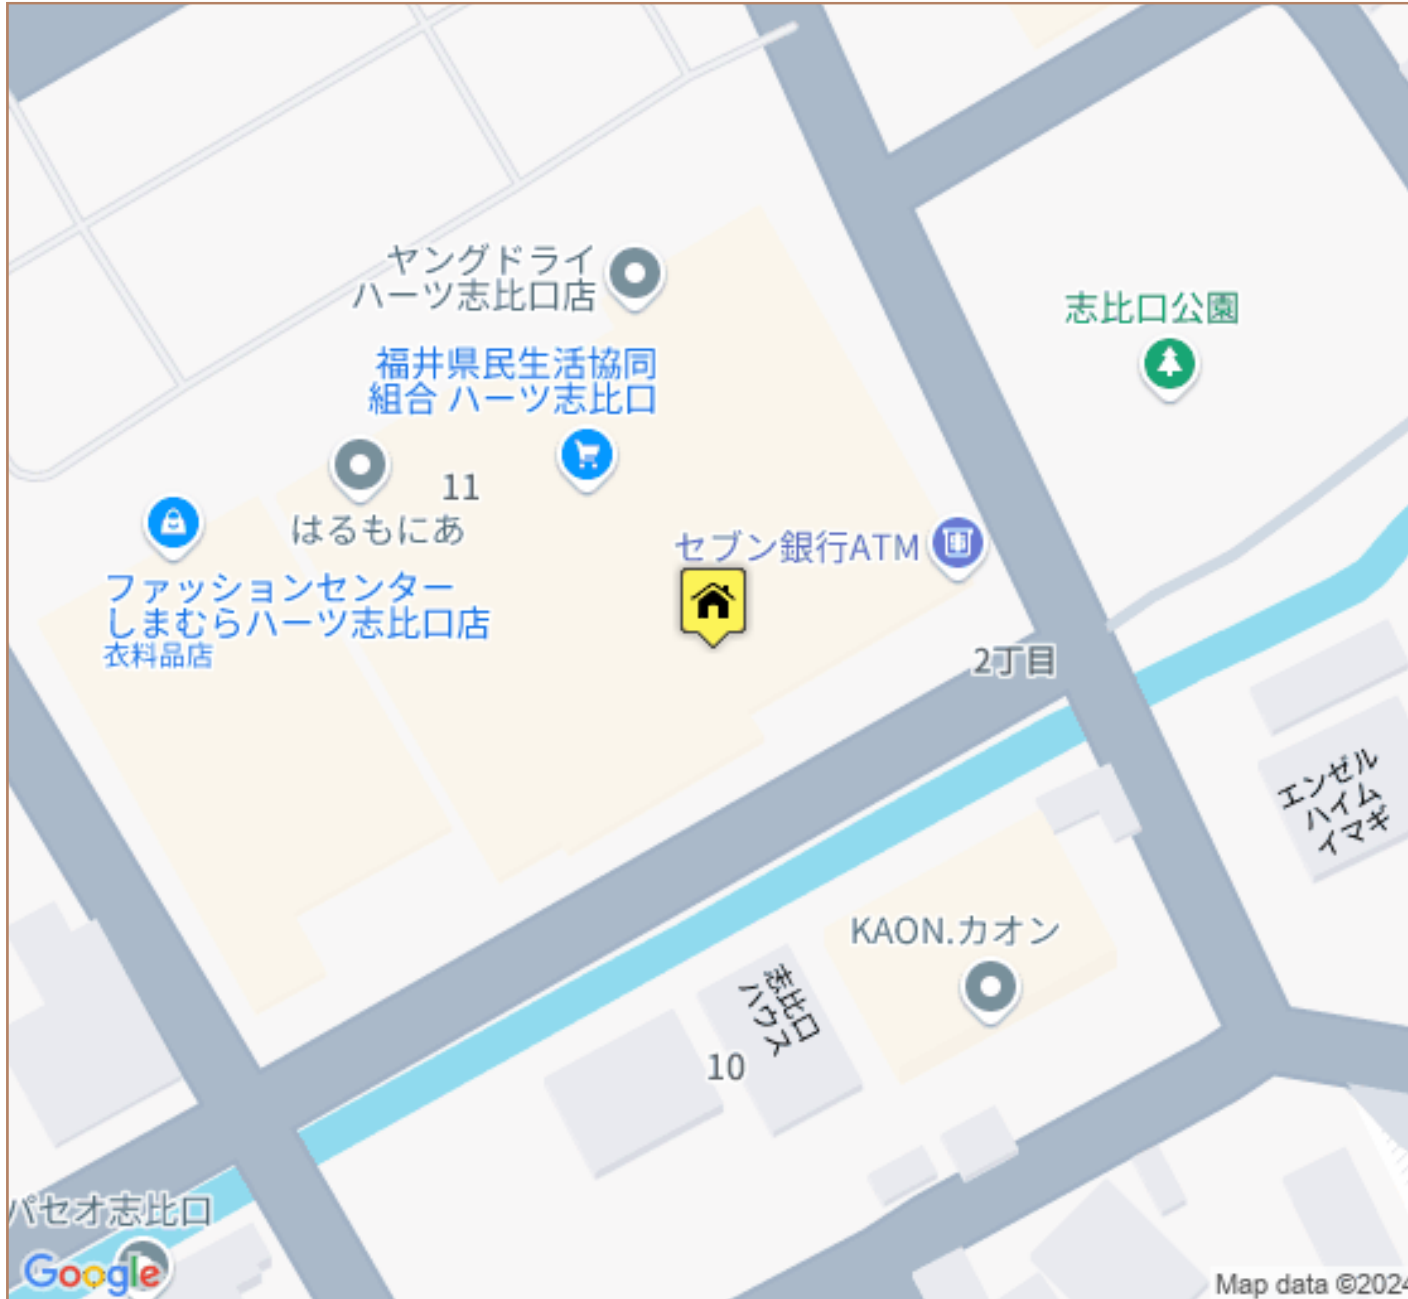 ヤングドライ
ハーツ志比口店
志比口公園
福井県民生活協同
組合 ハーツ志比口
11
はるもにあ
セブン銀行ATM
ファッションセンター
しまむらハーツ志比口店
衣料品店
2丁目
エンゼル
ハイム
イマギ
KAON.カオン
志比口
ハウス
10
パセオ志比口
Google
Map data ©2024